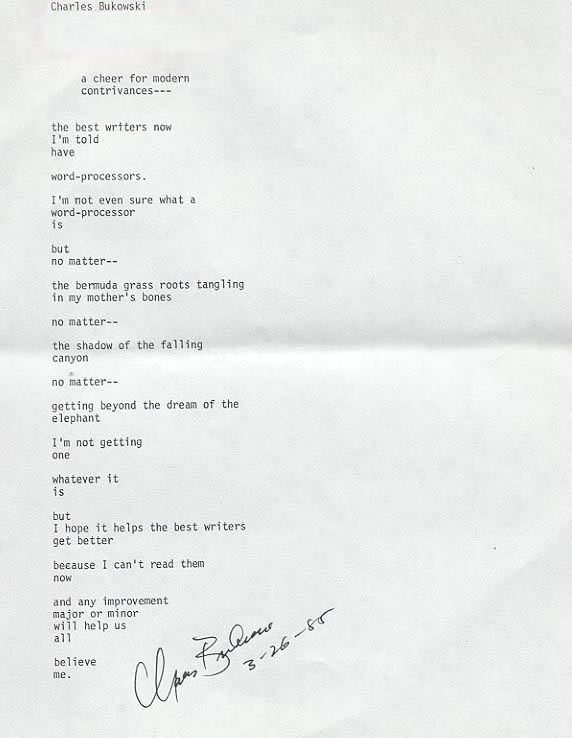 Charles Bukowski
a cheer for modern
contrivances---
the best writers now
I'm told
have
word-processors.
I'm not even sure what a
word-processor
is
but
no matter--
the bermuda grass roots tangling
in my mother's bones
no matter--
the shadow of the falling
canyon
no matter--
getting beyond the dream of the
elephant
I'm not getting
one
whatever it
is
but
I hope it helps the best writers
get better
because I can't read them
now
and any improvement
major or minor
will help us
all
believe
me.
3-26-85